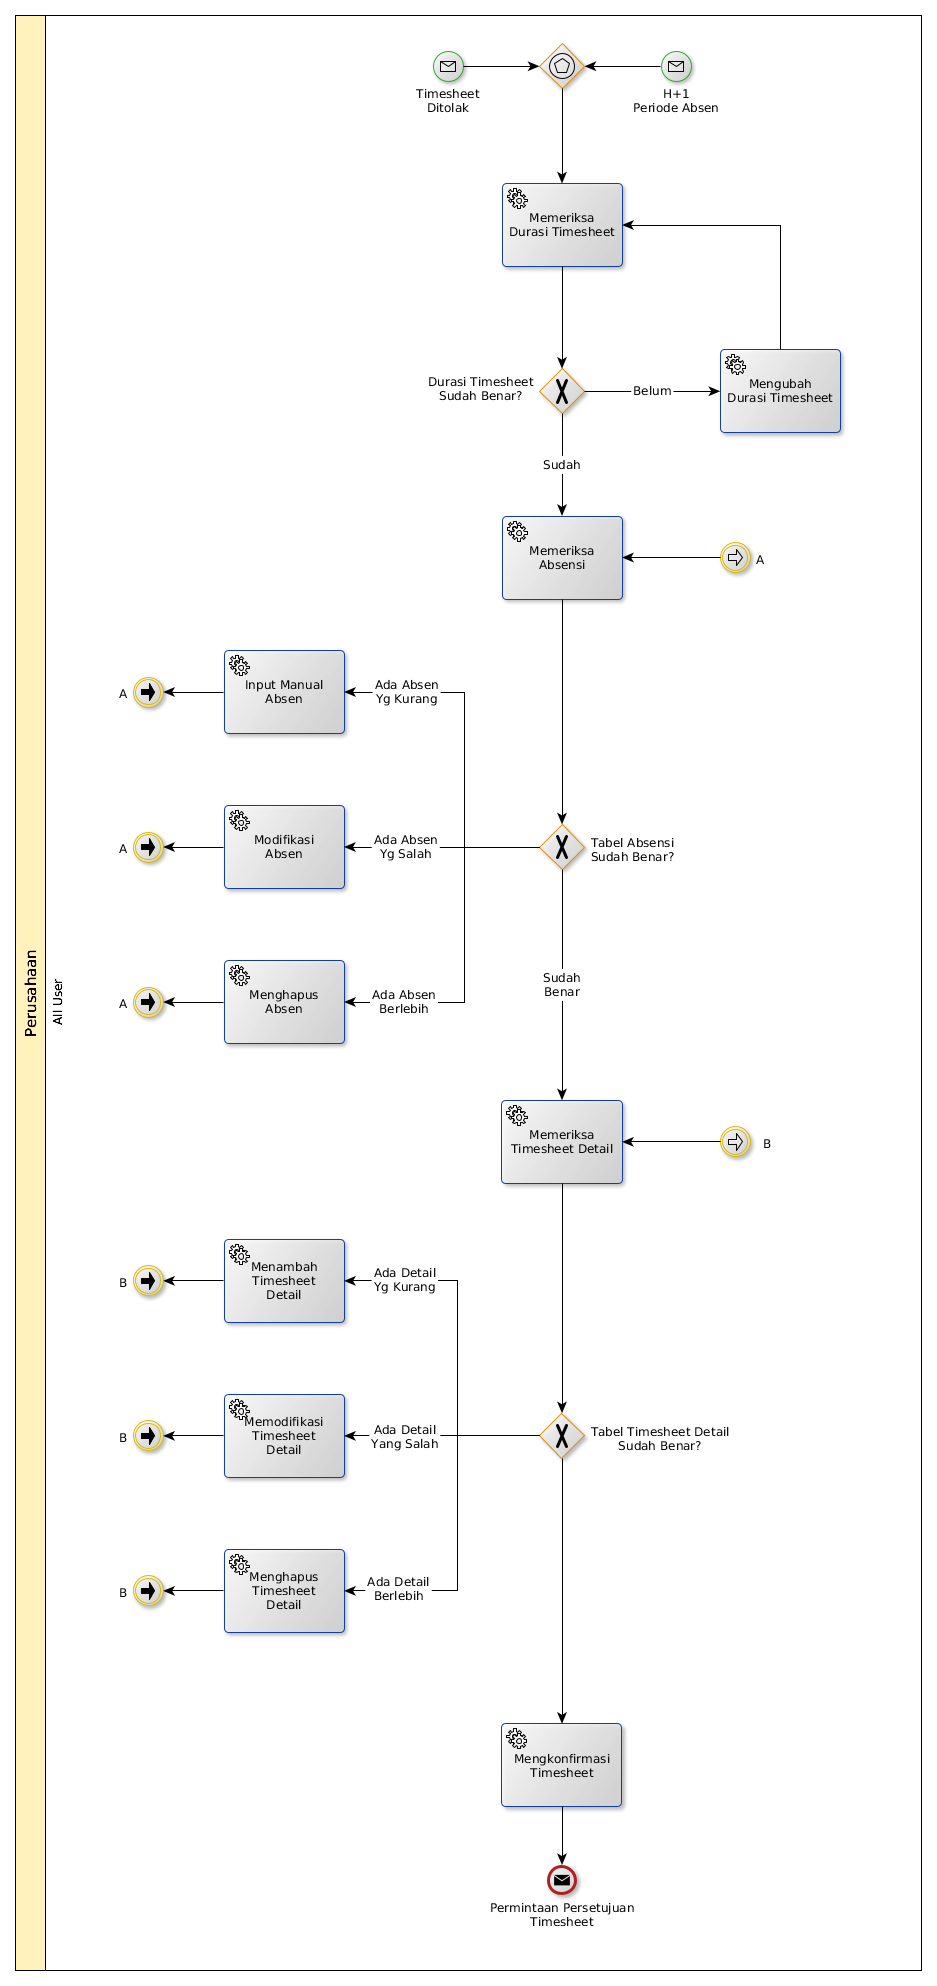 Timesheet
Ditolak
H+1
Periode Absen
Memeriksa
Durasi Timesheet
Durasi Timesheet
Sudah Benar?
Belum
Mengubah
Durasi Timesheet
Sudah
Memeriksa
Absensi
A
A
Input Manual
Absen
Ada Absen
Yg Kurang
A
Modifikasi
Absen
Ada Absen
Yg Salah
Tabel Absensi
Sudah Benar?
A
Menghapus
Absen
Ada Absen
Berlebih
Sudah
Benar
Perusahaan
All User
Memeriksa
Timesheet Detail
B
B
Menambah
Timesheet
Detail
Ada Detail
Yg Kurang
B
Memodifikasi
Timesheet
Detail
Ada Detail
Yang Salah
Tabel Timesheet Detail
Sudah Benar?
B
Menghapus
Timesheet
Detail
Ada Detail
Berlebih
Mengkonfirmasi
Timesheet
Permintaan Persetujuan
Timesheet